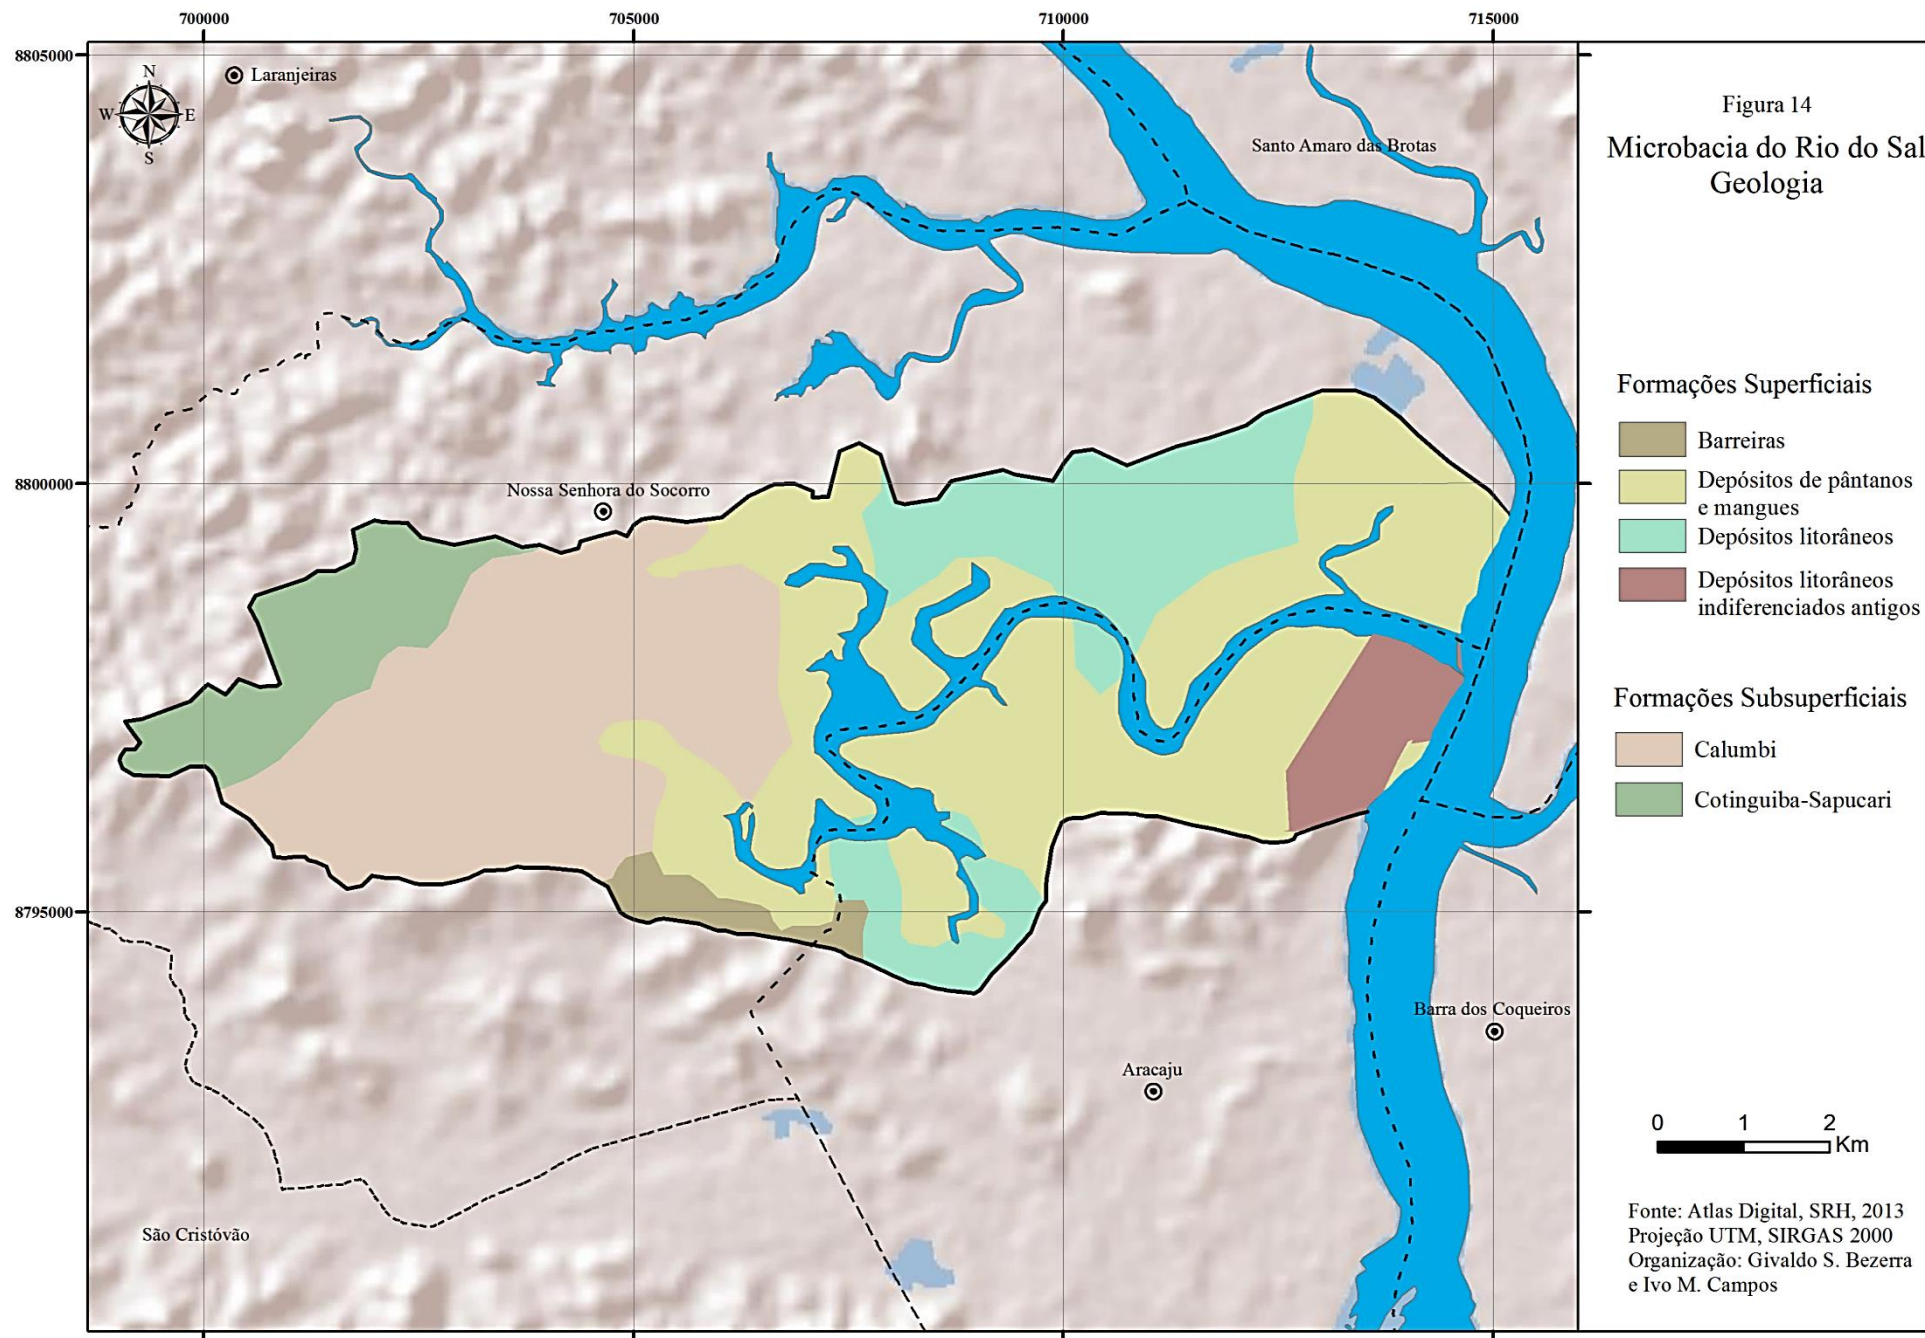 700000
705000
710000
715000
8805000
8800000
8795000
N
W
E
S
Laranjeiras
Santo Amaro das Brotas
Nossa Senhora do Socorro
Barra dos Coqueiros
Aracaju
São Cristóvão
Figura 14
Microbacia do Rio do Sal
Geologia
Formações Superficiais
Barreiras
Depósitos de pântanos
e mangues
Depósitos litorâneos
Depósitos litorâneos
indiferenciados antigos
Formações Subsuperficiais
Calumbi
Cotinguiba-Sapucari
0 1 2
Km
Fonte: Atlas Digital, SRH, 2013
Projeção UTM, SIRGAS 2000
Organização: Givaldo S. Bezerra
e Ivo M. Campos